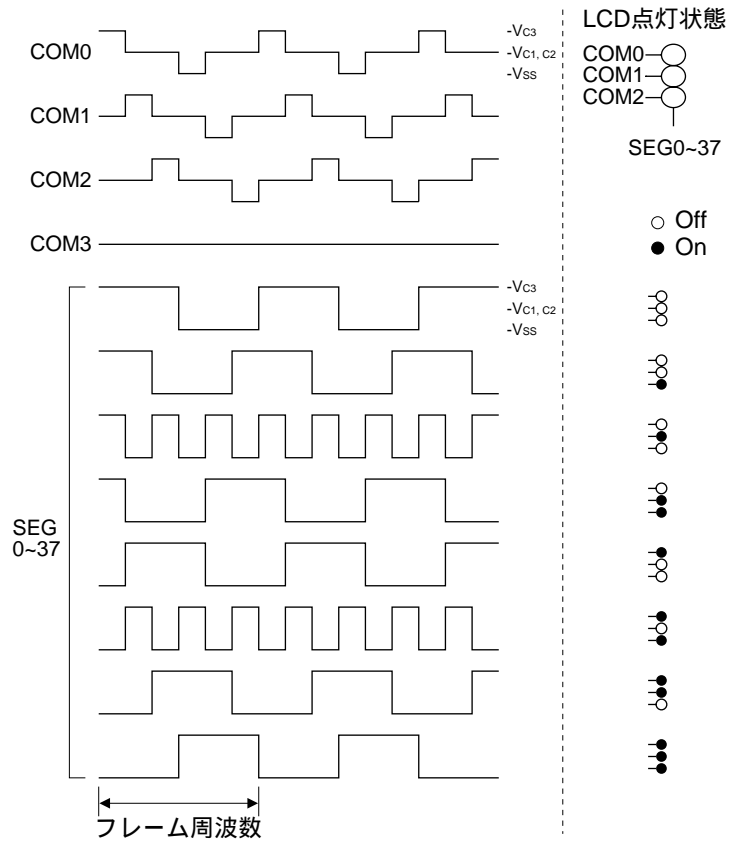 LCD点灯状態
COM0
-VC3
-VC1, C2
-VSS
COM0
COM1
COM2
SEG0~37
COM1
COM2
Off
On
COM3
-VC3
-VC1, C2
-VSS
SEG
0~37
フレーム周波数